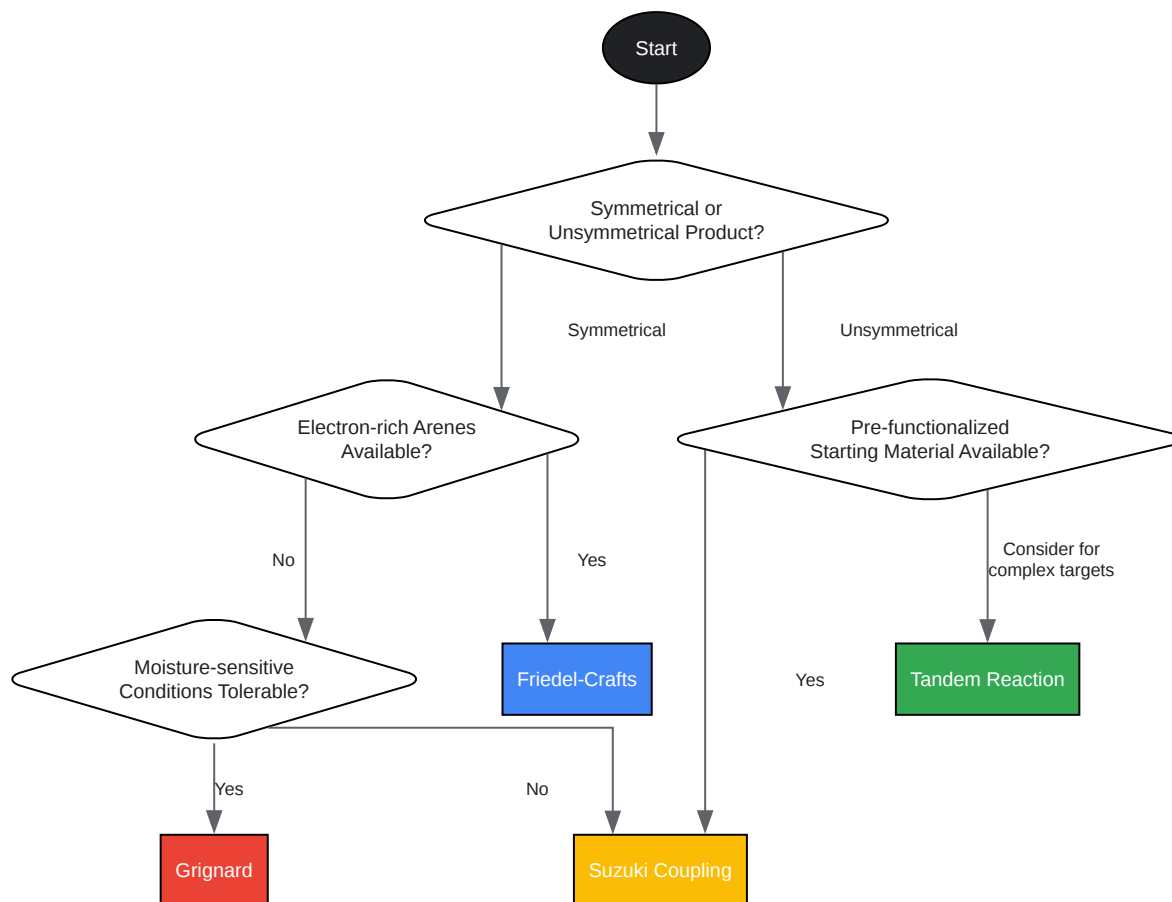 Start
Symmetrical or
Unsymmetrical Product?
Symmetrical
Unsymmetrical
Electron-rich Arenes
Available?
Pre-functionalized
Starting Material Available?
No
Yes
Consider for
complex targets
Moisture-sensitive
Conditions Tolerable?
Friedel-Crafts
Yes
Tandem Reaction
Yes
No
Grignard
Suzuki Coupling